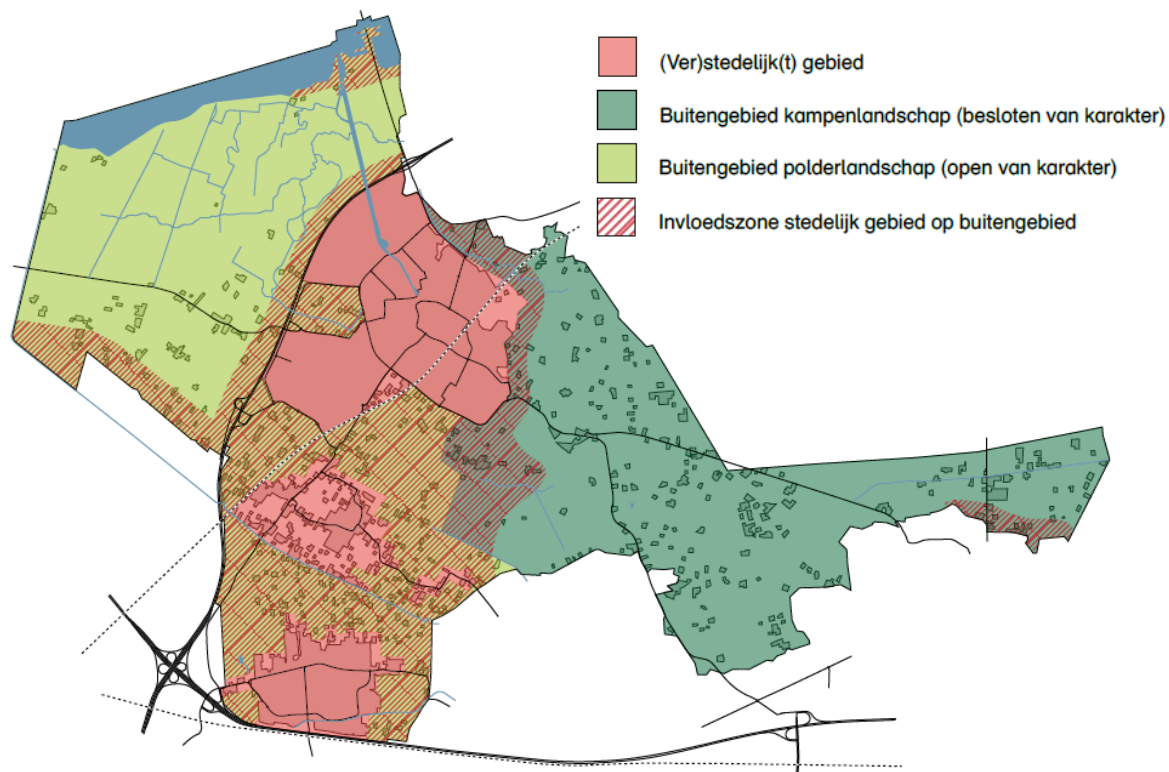 (Ver)stedelijk(t) gebied
Buitengebied kampenlandschap (besloten van karakter)
Buitengebied polderlandschap (open van karakter)
Invloedszone stedelijk gebied op buitengebied